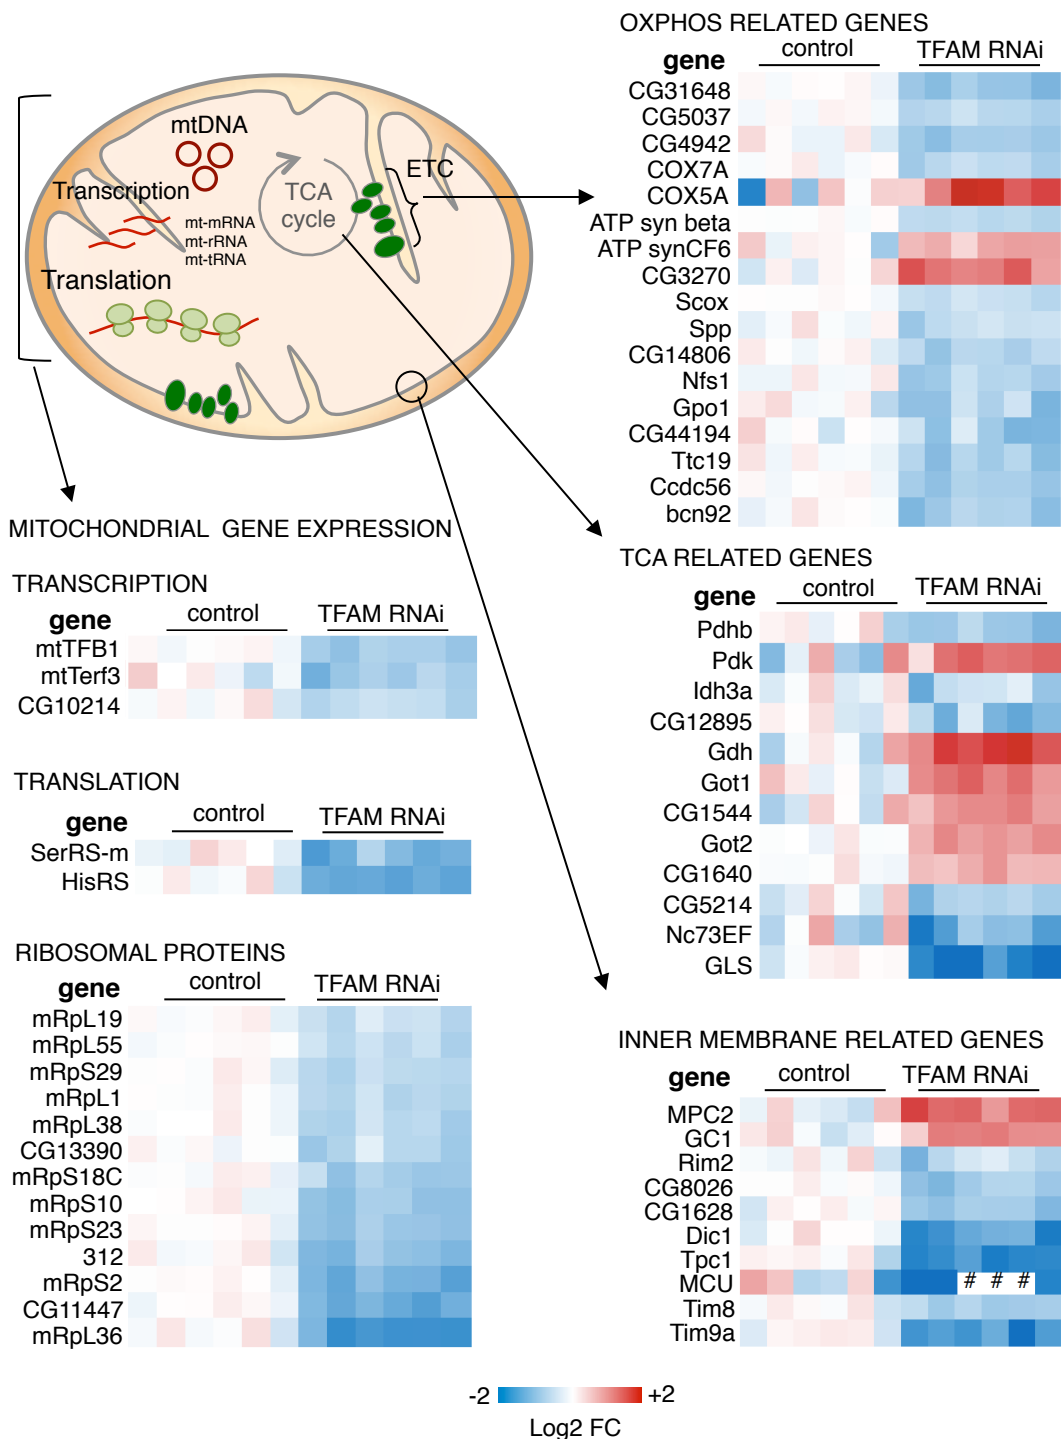 OXPHOS RELATED GENES
gene control TFAM RNAi
CG31648
CG5037
CG4942
COX7A
COX5A
ATP syn beta
ATP synCF6
CG3270
Scox
Spp
CG14806
Nfs1
Gpo1
CG44194
Ttc19
Ccdc56
bcn92
mtDNA
ETC
Transcription
TCA
cycle
mt-mRNA
mt-rRNA
mt-tRNA
Translation
MITOCHONDRIAL GENE EXPRESSION
TRANSCRIPTION
gene control TFAM RNAi
mtTFB1
mtTerf3
CG10214
TRANSLATION
gene control TFAM RNAi
SerRS-m
HisRS
RIBOSOMAL PROTEINS
gene control TFAM RNAi
mRpL19
mRpL55
mRpS29
mRpL1
mRpL38
CG13390
mRpS18C
mRpS10
mRpS23
312
mRpS2
CG11447
mRpL36
TCA RELATED GENES
gene control TFAM RNAi
Pdhb
Pdk
Idh3a
CG12895
Gdh
Got1
CG1544
Got2
CG1640
CG5214
Nc73EF
GLS
INNER MEMBRANE RELATED GENES
gene control TFAM RNAi
MPC2
GC1
Rim2
CG8026
CG1628
Dic1
Tpc1
MCU # # #
Tim8
Tim9a
-2 +2
Log2 FC